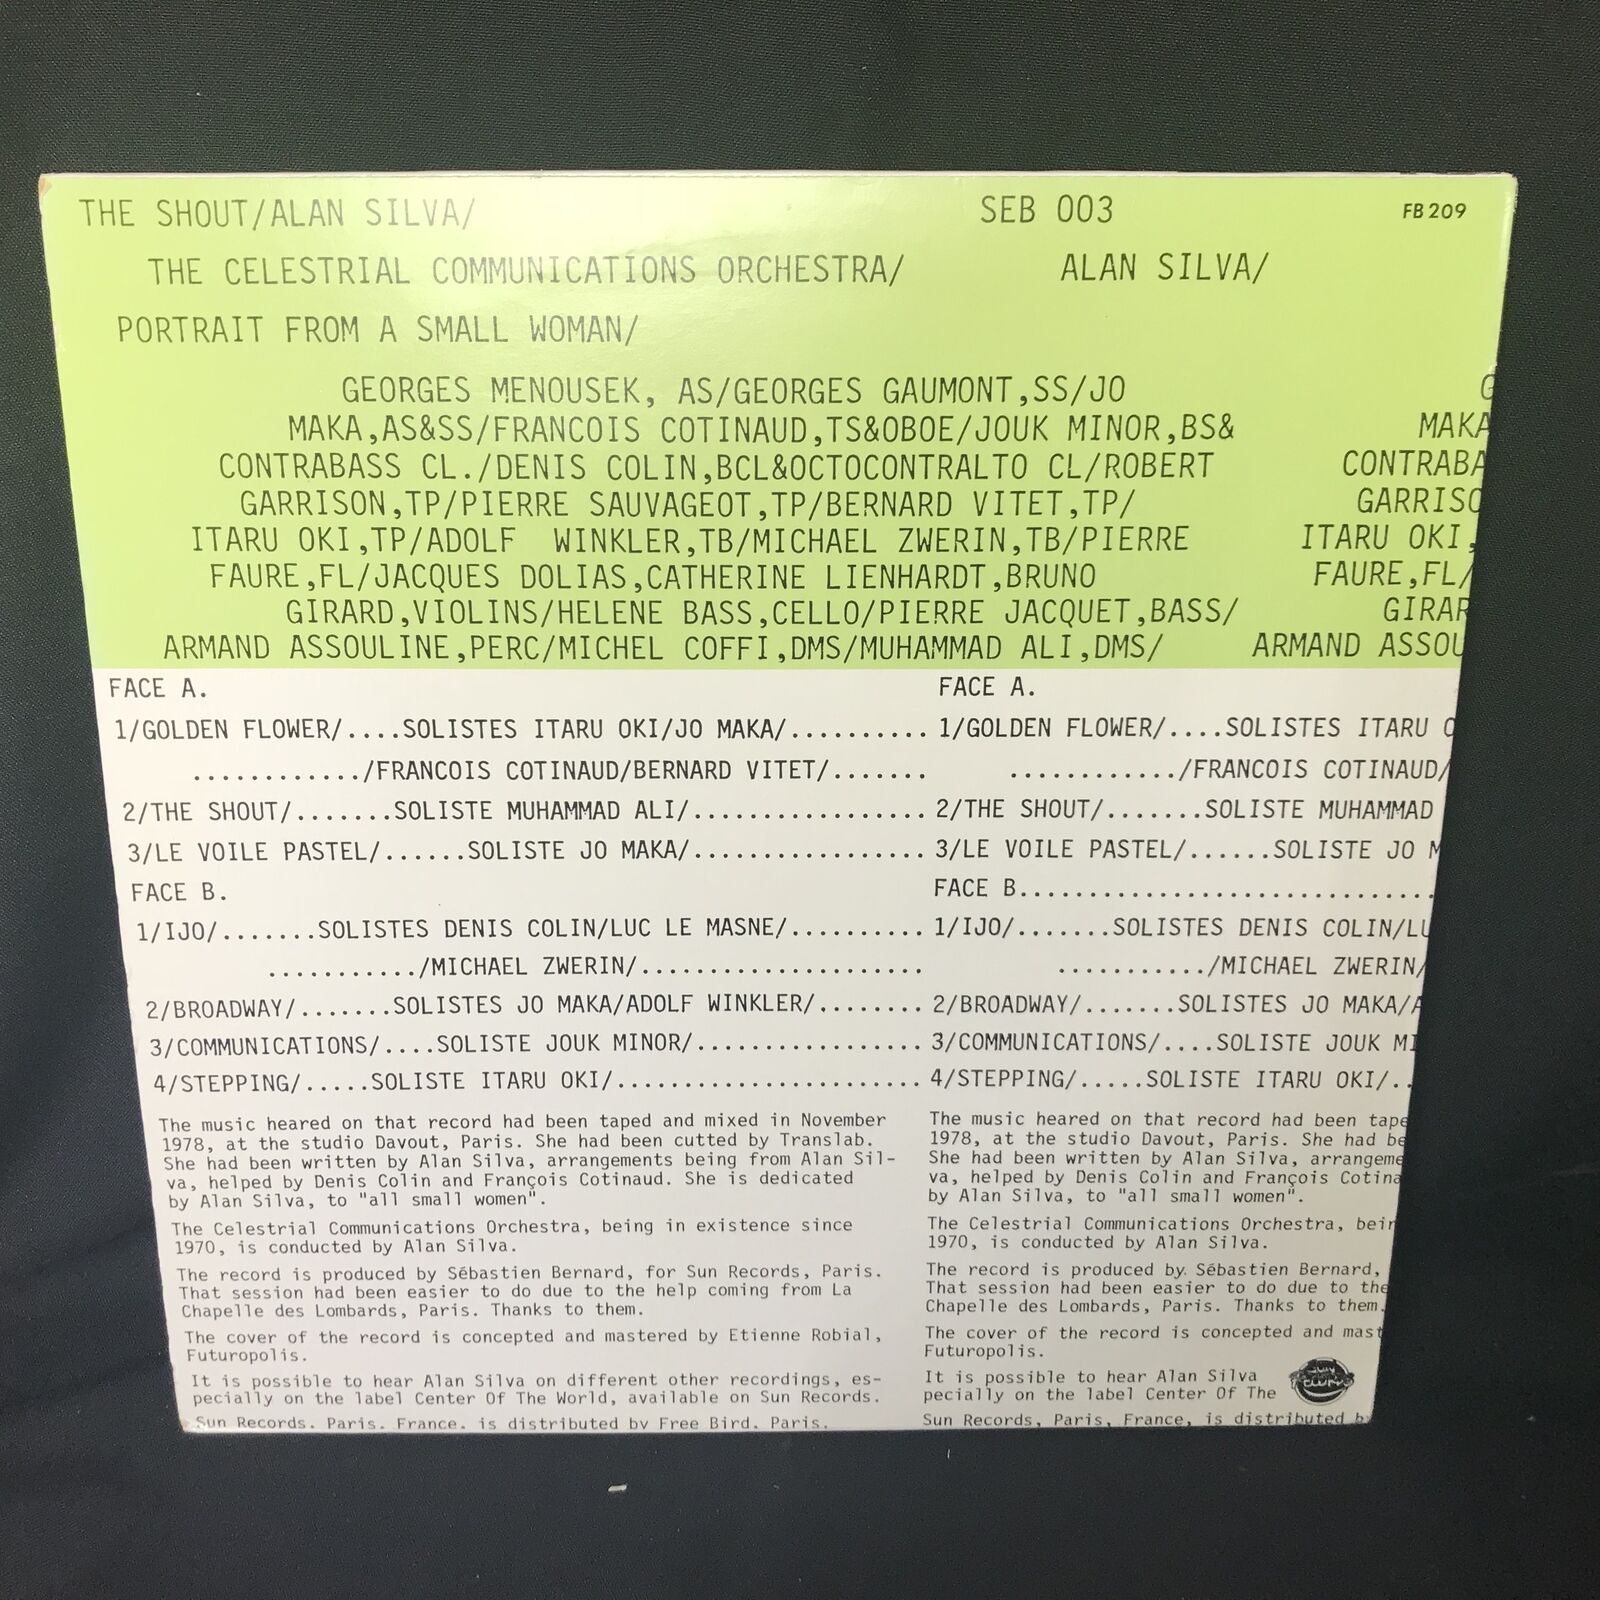 THE SHOUT/ALAN SILVA/ SEB 003 FB 209
THE CELESTRIAL COMMUNICATIONS ORCHESTRA/ ALAN SILVA/
PORTRAIT FROM A SMALL WOMAN/
GEORGES MENOUSEK, AS/GEORGES GAUMONT,SS/JO G
MAKA,AS&SS/FRANCOIS COTINAUD,TS&OBOE/JOUK MINOR,BS& MAKA
CONTRABASS CL./DENIS COLIN,BCL&OCTOCONTRALTO CL/ROBERT CONTRABA
GARRISON,TP/PIERRE SAUVAGEOT,TP/BERNARD VITET,TP/ GARRISO
ITARU OKI,TP/ADOLF WINKLER,TB/MICHAEL ZWERIN,TB/PIERRE ITARU OKI,
FAURE,FL/JACQUES DOLIAS,CATHERINE LIENHARDT,BRUNO FAURE,FL/
GIRARD,VIOLINS/HELENE BASS,CELLO/PIERRE JACQUET,BASS/ GIRAR
ARMAND ASSOULINE,PERC/MICHEL COFFI,DMS/MUHAMMAD ALI,DMS/ ARMAND ASSOU
FACE A.
1/GOLDEN FLOWER/....SOLISTES ITARU OKI/JO MAKA/..........
............/FRANCOIS COTINAUD/BERNARD VITET/.......
2/THE SHOUT/.......SOLISTE MUHAMMAD ALI/.................
3/LE VOILE PASTEL/......SOLISTE JO MAKA/.................
FACE B.
1/IJO/.......SOLISTES DENIS COLIN/LUC LE MASNE/..........
.........../MICHAEL ZWERIN/.....................
2/BROADWAY/.......SOLISTES JO MAKA/ADOLF WINKLER/........
3/COMMUNICATIONS/....SOLISTE JOUK MINOR/.................
4/STEPPING/.....SOLISTE ITARU OKI/.......................
The music heared on that record had been taped and mixed in November
1978, at the studio Davout, Paris. She had been cutted by Translab.
She had been written by Alan Silva, arrangements being from Alan Sil-
va, helped by Denis Colin and François Cotinaud. She is dedicated
by Alan Silva, to "all small women".
The Celestrial Communications Orchestra, being in existence since
1970, is conducted by Alan Silva.
The record is produced by Sébastien Bernard, for Sun Records, Paris.
That session had been easier to do due to the help coming from La
Chapelle des Lombards, Paris. Thanks to them.
The cover of the record is concepted and mastered by Etienne Robial,
Futuropolis.
It is possible to hear Alan Silva on different other recordings, es-
pecially on the label Center Of The World, available on Sun Records.
Sun Records, Paris, France, is distributed by Free Bird, Paris.
FACE A.
1/GOLDEN FLOWER/....SOLISTES ITARU O
............/FRANCOIS COTINAUD/
2/THE SHOUT/.......SOLISTE MUHAMMAD
3/LE VOILE PASTEL/......SOLISTE JO M
FACE B..............................
1/IJO/.......SOLISTES DENIS COLIN/LU
.........../MICHAEL ZWERIN/
2/BROADWAY/.......SOLISTES JO MAKA/A
3/COMMUNICATIONS/....SOLISTE JOUK MI
4/STEPPING/.....SOLISTE ITARU OKI/..
The music heared on that record had been tape
1978, at the studio Davout, Paris. She had be
She had been written by Alan Silva, arrangeme
va, helped by Denis Colin and François Cotina
by Alan Silva, to "all small women".
The Celestrial Communications Orchestra, bein
1970, is conducted by Alan Silva.
The record is produced by Sébastien Bernard,
That session had been easier to do due to the
Chapelle des Lombards, Paris. Thanks to them.
The cover of the record is concepted and mast
Futuropolis.
It is possible to hear Alan Silva
pecially on the label Center Of The
Sun Records, Paris, France, is distributed b